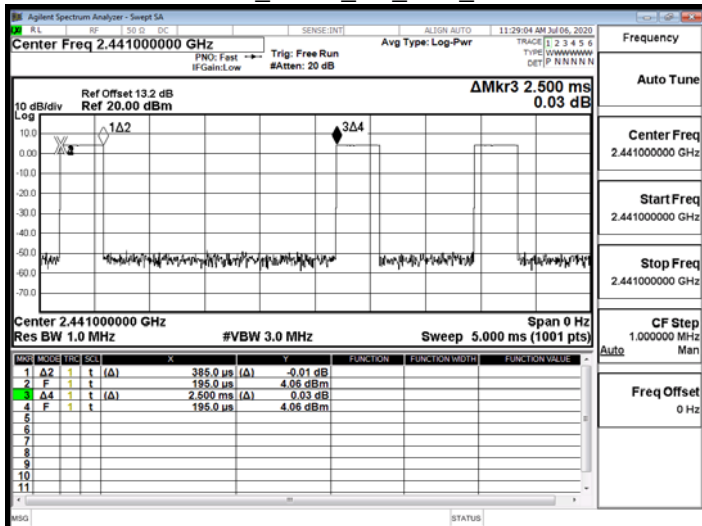 Agilent Spectrum Analyzer - Swept SA
RL RF 50 Ω DC SENSE:INT ALIGN AUTO 11:29:04 AM Jul 06, 2020
Center Freq 2.441000000 GHz
PNO: Fast
IFGain:Low
Trig: Free Run
#Atten: 20 dB
Avg Type: Log-Pwr
TRACE 1 2 3 4 5 6
TYPE WWWWWW
DET P N N N N N
Ref Offset 13.2 dB
10 dB/div Ref 20.00 dBm
ΔMkr3 2.500 ms
0.03 dB
Log
10.0
0.00
-10.0
-20.0
-30.0
-40.0
-50.0
-60.0
-70.0
1Δ2
3Δ4
Center 2.441000000 GHz Span 0 Hz
Res BW 1.0 MHz #VBW 3.0 MHz Sweep 5.000 ms (1001 pts)
MKR MODE TRC SCL X Y FUNCTION FUNCTION WIDTH FUNCTION VALUE
1 Δ2 1 t (Δ) 385.0 µs (Δ) -0.01 dB
2 F 1 t 195.0 µs 4.06 dBm
3 Δ4 1 t (Δ) 2.500 ms (Δ) 0.03 dB
4 F 1 t 195.0 µs 4.06 dBm
5
6
7
8
9
10
11
MSG STATUS
Frequency
Auto Tune
Center Freq
2.441000000 GHz
Start Freq
2.441000000 GHz
Stop Freq
2.441000000 GHz
CF Step
1.000000 MHz
Auto Man
Freq Offset
0 Hz